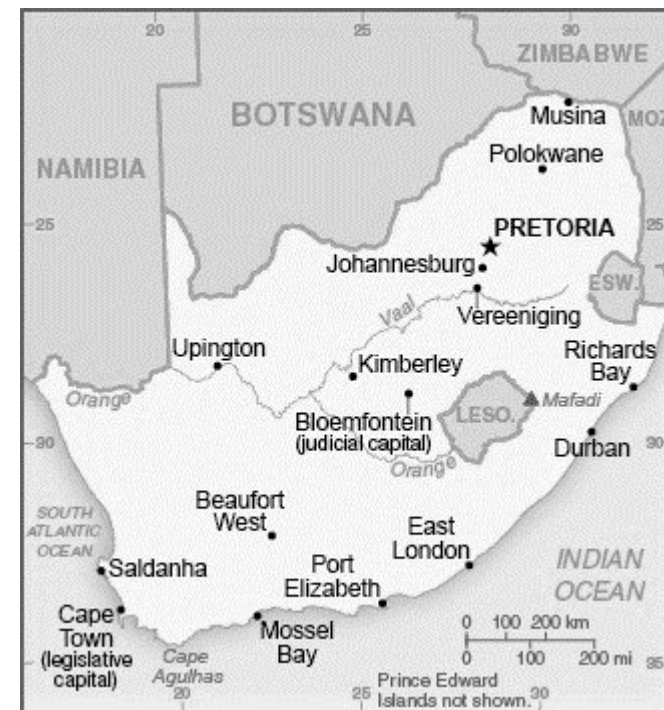 20
25
30
ZIMBABWE
BOTSWANA
Musina
MOZ
Polokwane
NAMIBIA
25
PRETORIA
25
Johannesburg
ESW.
Vaal
Vereeniging
Upington
Kimberley
Richards
Bay
Orange
Bloemfontein
(judicial capital)
LESO.
Mafadi
30
Orange
Durban
Beaufort
West
SOUTH
ATLANTIC
OCEAN
East
London
Saldanha
Port
Elizabeth
INDIAN
OCEAN
Cape
Town
(legislative
capital)
Mossel
Bay
0 100 200 km
0 100 200 mi
Cape
Agulhas
35
20
25
30
Prince Edward
Islands not shown.